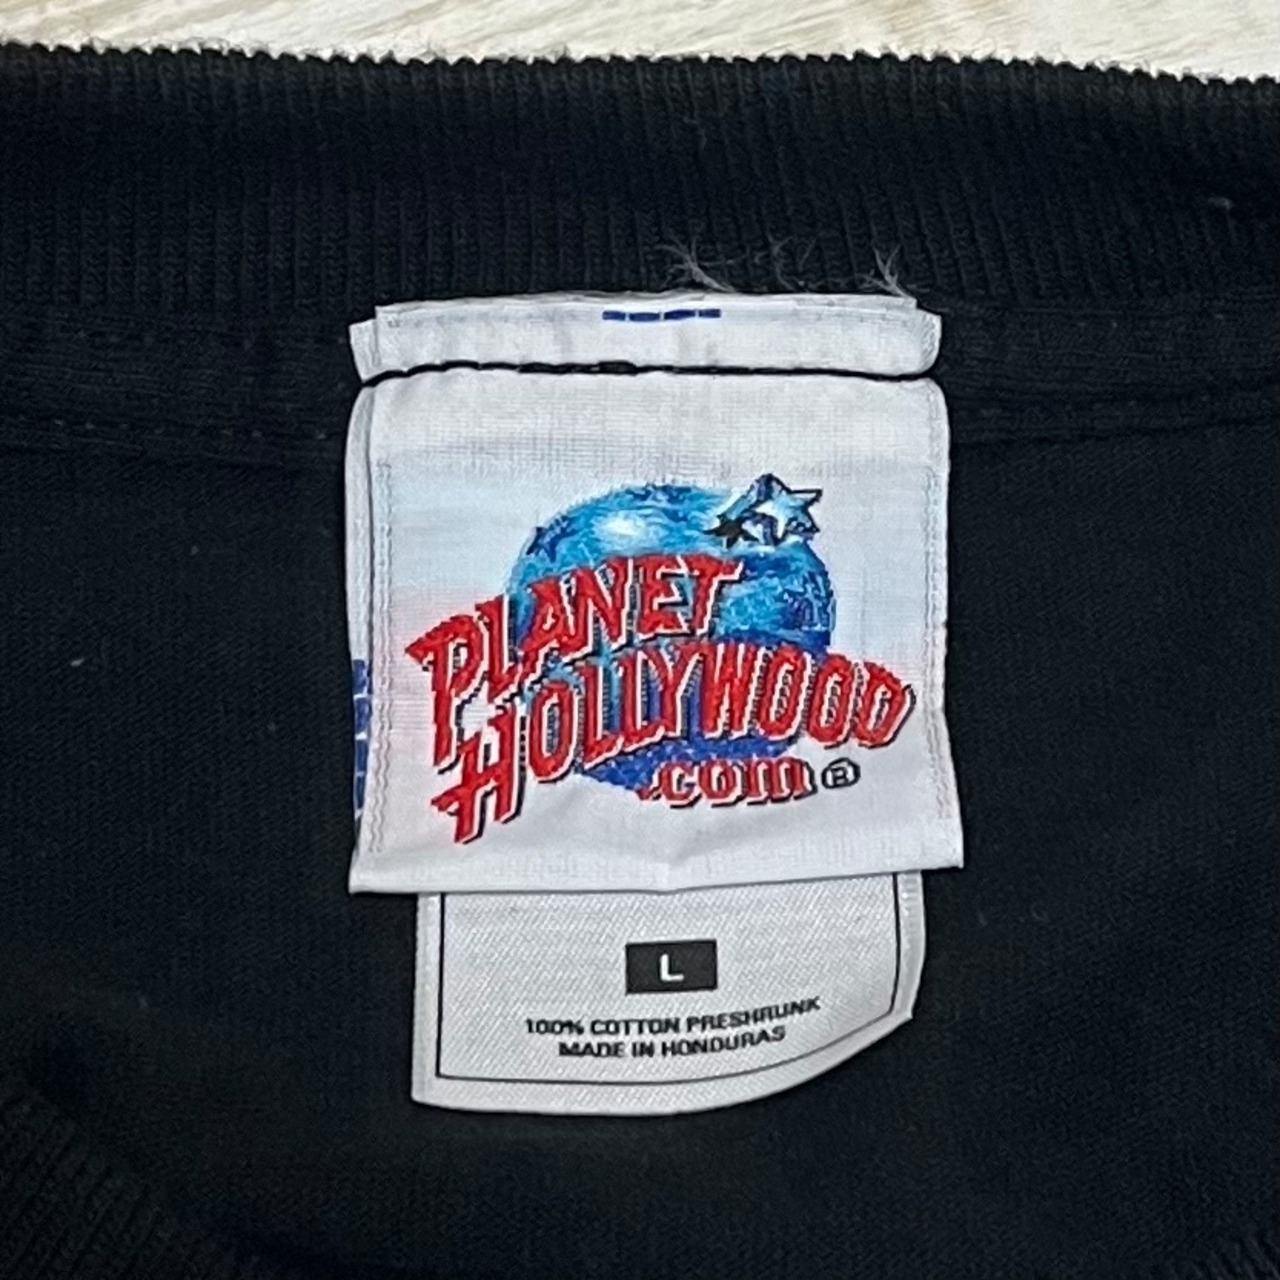 PLANET
HOLLYWOOD
.com®
L
100% COTTON PRESHRUNK
MADE IN HONDURAS